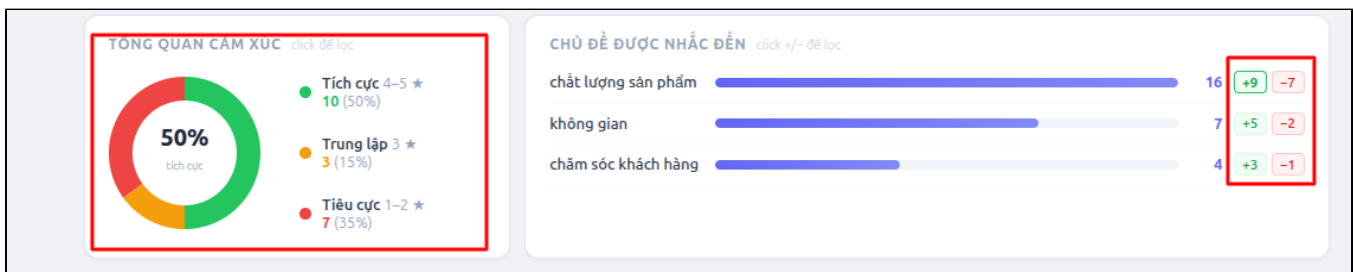 TỔNG QUAN CẢM XÚC click để lọc
50%
tích cực
Tích cực 4–5 ★
10 (50%)
Trung lập 3 ★
3 (15%)
Tiêu cực 1–2 ★
7 (35%)
CHỦ ĐỀ ĐƯỢC NHẮC ĐẾN click +/− để lọc
chất lượng sản phẩm 16 +9 −7
không gian 7 +5 −2
chăm sóc khách hàng 4 +3 −1